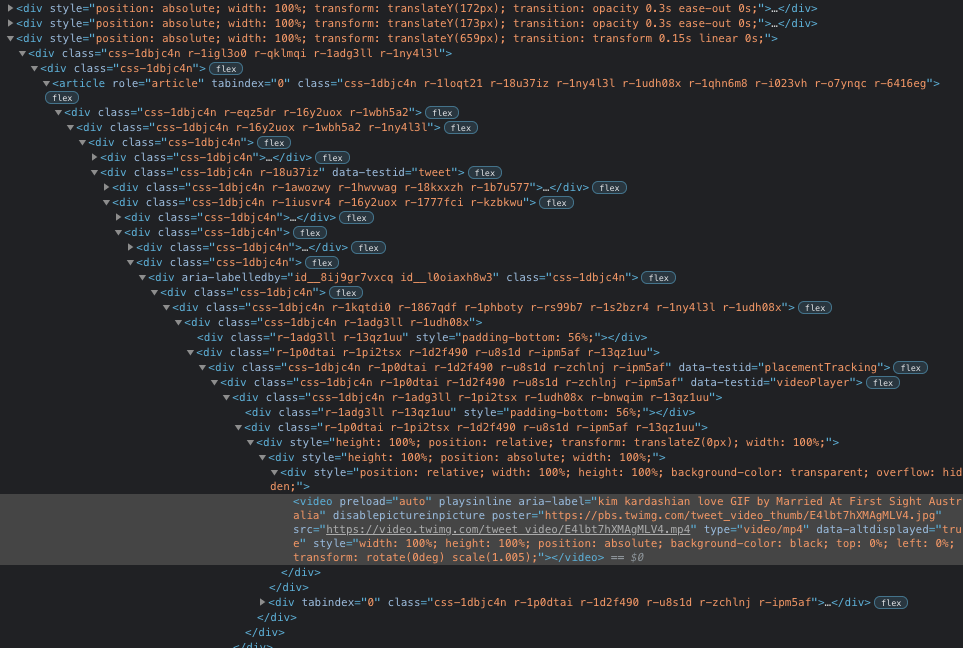 <div style="position: absolute; width: 100%; transform: translateY(172px); transition: opacity 0.3s ease-out 0s;">…</div>
<div style="position: absolute; width: 100%; transform: translateY(173px); transition: opacity 0.3s ease-out 0s;">…</div>
<div style="position: absolute; width: 100%; transform: translateY(659px); transition: transform 0.15s linear 0s;">
<div class="css-1dbjc4n r-1igl3o0 r-qklmqi r-1adg3ll r-1ny4l3l">
<div class="css-1dbjc4n"> flex
<article role="article" tabindex="0" class="css-1dbjc4n r-1loqt21 r-18u37iz r-1ny4l3l r-1udh08x r-1qhn6m8 r-i023vh r-o7ynqc r-6416eg">
flex
<div class="css-1dbjc4n r-eqz5dr r-16y2uox r-1wbh5a2"> flex
<div class="css-1dbjc4n r-16y2uox r-1wbh5a2 r-1ny4l3l"> flex
<div class="css-1dbjc4n"> flex
<div class="css-1dbjc4n">…</div> flex
<div class="css-1dbjc4n r-18u37iz" data-testid="tweet"> flex
<div class="css-1dbjc4n r-1awozwy r-1hwvwag r-18kxxzh r-1b7u577">…</div> flex
<div class="css-1dbjc4n r-1iusvr4 r-16y2uox r-1777fci r-kzbkwu"> flex
<div class="css-1dbjc4n">…</div> flex
<div class="css-1dbjc4n"> flex
<div class="css-1dbjc4n">…</div> flex
<div class="css-1dbjc4n"> flex
<div aria-labelledby="id__8ij9gr7vxcq id__l0oiaxh8w3" class="css-1dbjc4n"> flex
<div class="css-1dbjc4n"> flex
<div class="css-1dbjc4n r-1kqtdi0 r-1867qdf r-1phboty r-rs99b7 r-1s2bzr4 r-1ny4l3l r-1udh08x"> flex
<div class="css-1dbjc4n r-1adg3ll r-1udh08x">
<div class="r-1adg3ll r-13qz1uu" style="padding-bottom: 56%;"></div>
<div class="r-1p0dtai r-1pi2tsx r-1d2f490 r-u8s1d r-ipm5af r-13qz1uu">
<div class="css-1dbjc4n r-1p0dtai r-1d2f490 r-u8s1d r-zchlnj r-ipm5af" data-testid="placementTracking"> flex
<div class="css-1dbjc4n r-1p0dtai r-1d2f490 r-u8s1d r-zchlnj r-ipm5af" data-testid="videoPlayer"> flex
<div class="css-1dbjc4n r-1adg3ll r-1pi2tsx r-1udh08x r-bnwqim r-13qz1uu">
<div class="r-1adg3ll r-13qz1uu" style="padding-bottom: 56%;"></div>
<div class="r-1p0dtai r-1pi2tsx r-1d2f490 r-u8s1d r-ipm5af r-13qz1uu">
<div style="height: 100%; position: relative; transform: translateZ(0px); width: 100%;">
<div style="height: 100%; position: absolute; width: 100%;">
<div style="position: relative; width: 100%; height: 100%; background-color: transparent; overflow: hid
den;">
<video preload="auto" playsinline aria-label="kim kardashian love GIF by Married At First Sight Austr
alia" disablepictureinpicture poster="https://pbs.twimg.com/tweet_video_thumb/E4lbt7hXMAgMLV4.jpg"
src="https://video.twimg.com/tweet_video/E4lbt7hXMAgMLV4.mp4" type="video/mp4" data-altdisplayed="tru
e" style="width: 100%; height: 100%; position: absolute; background-color: black; top: 0%; left: 0%;
transform: rotate(0deg) scale(1.005);"></video> == $0
</div>
</div>
<div tabindex="0" class="css-1dbjc4n r-1p0dtai r-1d2f490 r-u8s1d r-zchlnj r-ipm5af">…</div> flex
</div>
</div>
</div>